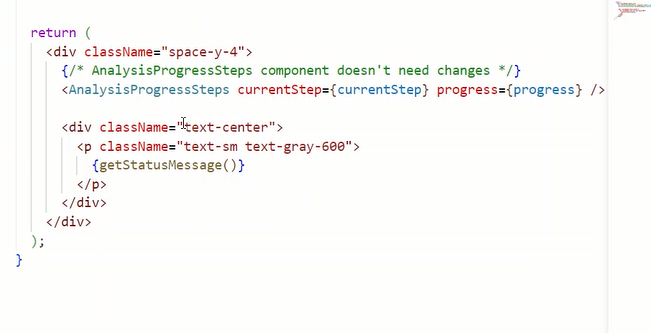 return (
<div className="space-y-4">
{/* AnalysisProgressSteps component doesn't need changes */}
<AnalysisProgressSteps currentStep={currentStep} progress={progress} />
<div className="text-center">
<p className="text-sm text-gray-600">
{getStatusMessage()}
</p>
</div>
</div>
);
}